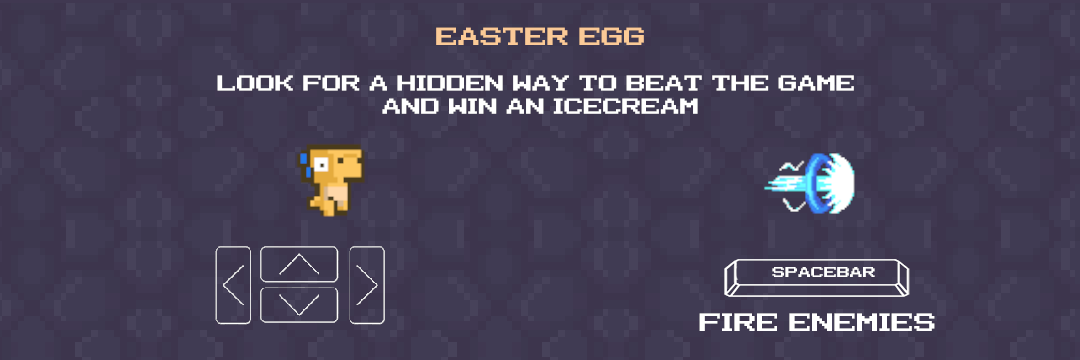 EASTER EGG
LOOK FOR A HIDDEN WAY TO BEAT THE GAME
AND WIN AN ICECREAM
SPACEBAR
FIRE ENEMIES